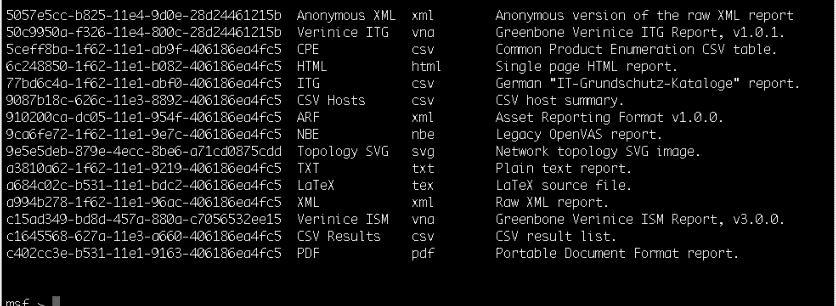 5057e5cc-b825-11e4-9d0e-28d24461215b  Anonymous XML  xml  Anonymous version of the raw XML report
50c9950a-f326-11e4-800c-28d24461215b  Verinice ITG  vna  Greenbone Verinice ITG Report, v1.0.1.
5ceff8ba-1f62-11e1-ab9f-406186ea4fc5  CPE  csv  Common Product Enumeration CSV table.
6c248850-1f62-11e1-b082-406186ea4fc5  HTML  html  Single page HTML report.
77bd6c4a-1f62-11e1-abf0-406186ea4fc5  ITG  csv  German "IT-Grundschutz-Kataloge" report.
9087b18c-626c-11e3-8892-406186ea4fc5  CSV Hosts  csv  CSV host summary.
910200ca-dc05-11e1-954f-406186ea4fc5  ARF  xml  Asset Reporting Format v1.0.0.
9ca6fe72-1f62-11e1-9e7c-406186ea4fc5  NBE  nbe  Legacy OpenVAS report.
9e5e5deb-879e-4ecc-8be6-a71cd0875cdd  Topology SVG  svg  Network topology SVG image.
a3810a62-1f62-11e1-9219-406186ea4fc5  TXT  txt  Plain text report.
a684c02c-b531-11e1-bdc2-406186ea4fc5  LaTeX  tex  LaTeX source file.
a994b278-1f62-11e1-96ac-406186ea4fc5  XML  xml  Raw XML report.
c15ad349-bd8d-457a-880a-c7056532ee15  Verinice ISM  vna  Greenbone Verinice ISM Report, v3.0.0.
c1645568-627a-11e3-a660-406186ea4fc5  CSV Results  csv  CSV result list.
c402cc3e-b531-11e1-9163-406186ea4fc5  PDF  pdf  Portable Document Format report.
msf >